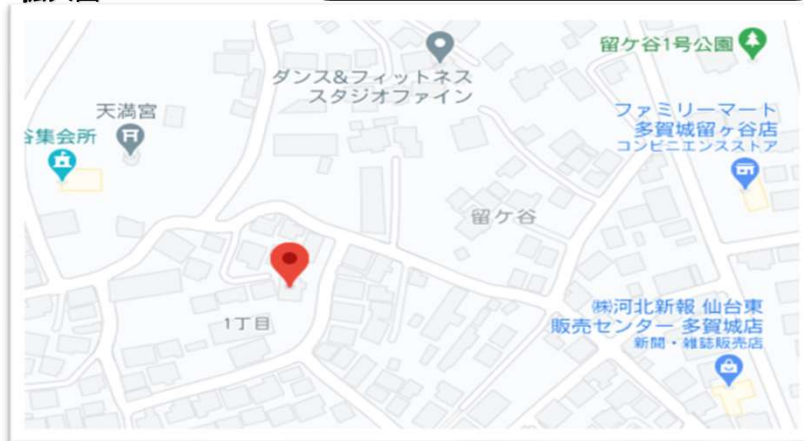 留ケ谷1号公園
ダンス&フィットネス
スタジオファイン
天満宮
谷集会所
ファミリーマート
多賀城留ヶ谷店
コンビニエンスストア
留ケ谷
㈱河北新報 仙台東
販売センター 多賀城店
新聞・雑誌販売店
1丁目